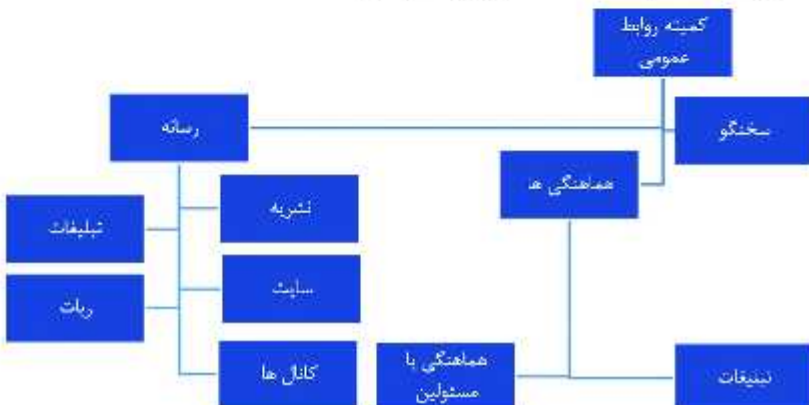 کمیته روابط
عمومی
سخنگو
رسانه
هماهنگی ها
نشریه
تبلیغات
سایت
ربات
کانال ها
هماهنگی با
مسئولین
تبلیغات